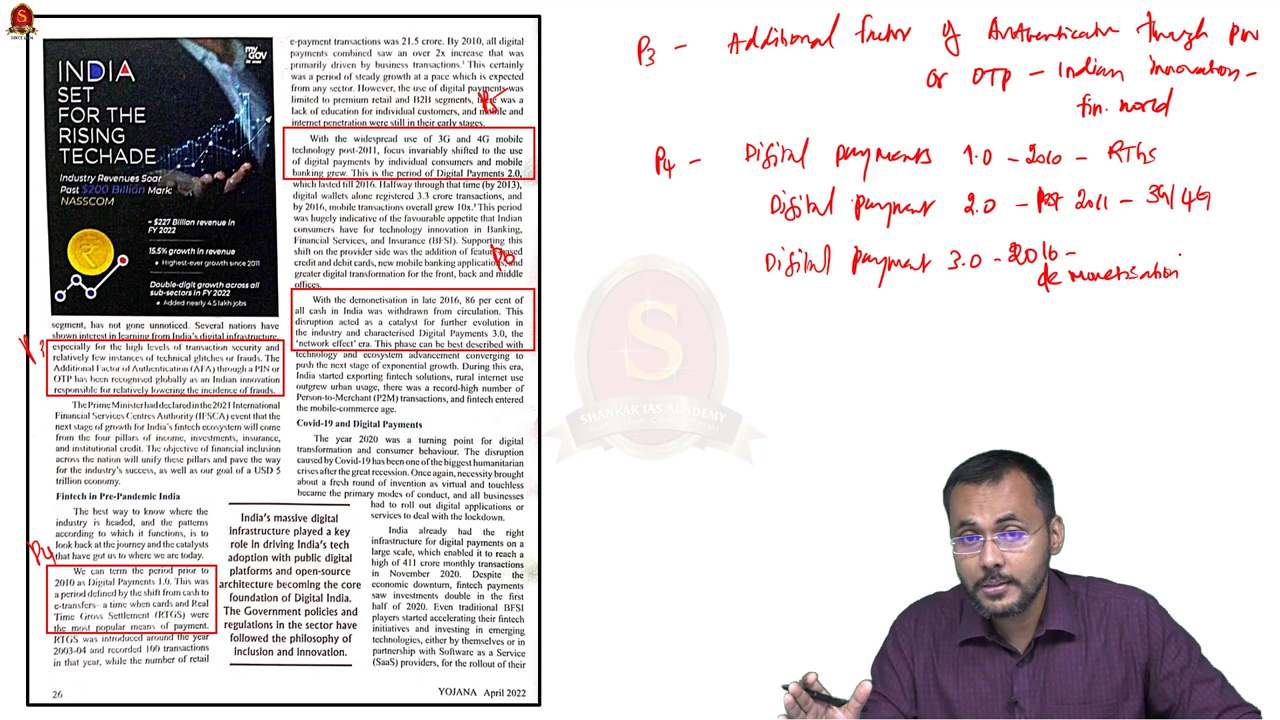 S
SINCE 2004
my
GOV
INDIA
SET
FOR THE
RISING
TECHADE
Industry Revenues Soar
Past $200 Billion Mark:
NASSCOM
~ $227 Billion revenue in
FY 2022
15.5% growth in revenue
• Highest-ever growth since 2011
Double-digit growth across all
sub-sectors in FY 2022
• Added nearly 4.5 lakh jobs
segment, has not gone unnoticed. Several nations have
shown interest in learning from India's digital infrastructure,
especially for the high levels of transaction security and
relatively few instances of technical glitches or frauds. The
Additional Factor of Authentication (AFA) through a PIN or
OTP has been recognised globally as an Indian innovation
responsible for relatively lowering the incidence of frauds.
The Prime Minister had declared in the 2021 International
Financial Services Centres Authority (IFSCA) event that the
next stage of growth for India's fintech ecosystem will come
from the four pillars of income, investments, insurance,
and institutional credit. The objective of financial inclusion
across the nation will unify these pillars and pave the way
for the industry's success, as well as our goal of a USD 5
trillion economy.
Fintech in Pre-Pandemic India
The best way to know where the
industry is headed, and the patterns
according to which it functions, is to
look back at the journey and the catalysts
that have got us to where we are today.
P4
We can term the period prior to
2010 as Digital Payments 1.0. This was
a period defined by the shift from cash to
e-transfers– a time when cards and Real
Time Gross Settlement (RTGS) were
the most popular means of payment.
RTGS was introduced around the year
2003-04 and recorded 100 transactions
in that year, while the number of retail
India's massive digital
infrastructure played a key
role in driving India's tech
adoption with public digital
platforms and open-source
architecture becoming the core
foundation of Digital India.
The Government policies and
regulations in the sector have
followed the philosophy of
inclusion and innovation.
e-payment transactions was 21.5 crore. By 2010, all digital
payments combined saw an over 2x increase that was
primarily driven by business transactions.¹ This certainly
was a period of steady growth at a pace which is expected
from any sector. However, the use of digital payments was
limited to premium retail and B2B segments, there was a
lack of education for individual customers, and mobile and
internet penetration were still in their early stages.
P5
With the widespread use of 3G and 4G mobile
technology post-2011, focus invariably shifted to the use
of digital payments by individual consumers and mobile
banking grew. This is the period of Digital Payments 2.0,
which lasted till 2016. Halfway through that time (by 2013),
digital wallets alone registered 3.3 crore transactions, and
by 2016, mobile transactions overall grew 10x.² This period
was hugely indicative of the favourable appetite that Indian
consumers have for technology innovation in Banking,
Financial Services, and Insurance (BFSI). Supporting this
shift on the provider side was the addition of feature-based
credit and debit cards, new mobile banking applications, and
greater digital transformation for the front, back and middle
offices.
With the demonetisation in late 2016, 86 per cent of
all cash in India was withdrawn from circulation. This
disruption acted as a catalyst for further evolution in
the industry and characterised Digital Payments 3.0, the
'network effect' era. This phase can be best described with
technology and ecosystem advancement converging to
push the next stage of exponential growth. During this era,
India started exporting fintech solutions, rural internet use
outgrew urban usage, there was a record-high number of
Person-to-Merchant (P2M) transactions, and fintech entered
the mobile-commerce age.
Covid-19 and Digital Payments
The year 2020 was a turning point for digital
transformation and consumer behaviour. The disruption
caused by Covid-19 has been one of the biggest humanitarian
crises after the great recession. Once again, necessity brought
about a fresh round of invention as virtual and touchless
became the primary modes of conduct, and all businesses
had to roll out digital applications or
services to deal with the lockdown.
India already had the right
infrastructure for digital payments on a
large scale, which enabled it to reach a
high of 411 crore monthly transactions
in November 2020. Despite the
economic downturn, fintech payments
saw investments double in the first
half of 2020. Even traditional BFSI
players started accelerating their fintech
initiatives and investing in emerging
technologies, either by themselves or in
partnership with Software as a Service
(SaaS) providers, for the rollout of their
26
YOJANA April 2022
P3 – Additional factor of Authentication through pin
or OTP – Indian innovation –
fin. world
P4 – Digital payments 1.0 – 2010 – RTGS
Digital payment 2.0 – 2011 – 3G/4G
Digital payment 3.0 – 2016 –
demonetisation
SHANKAR IAS ACADEMY